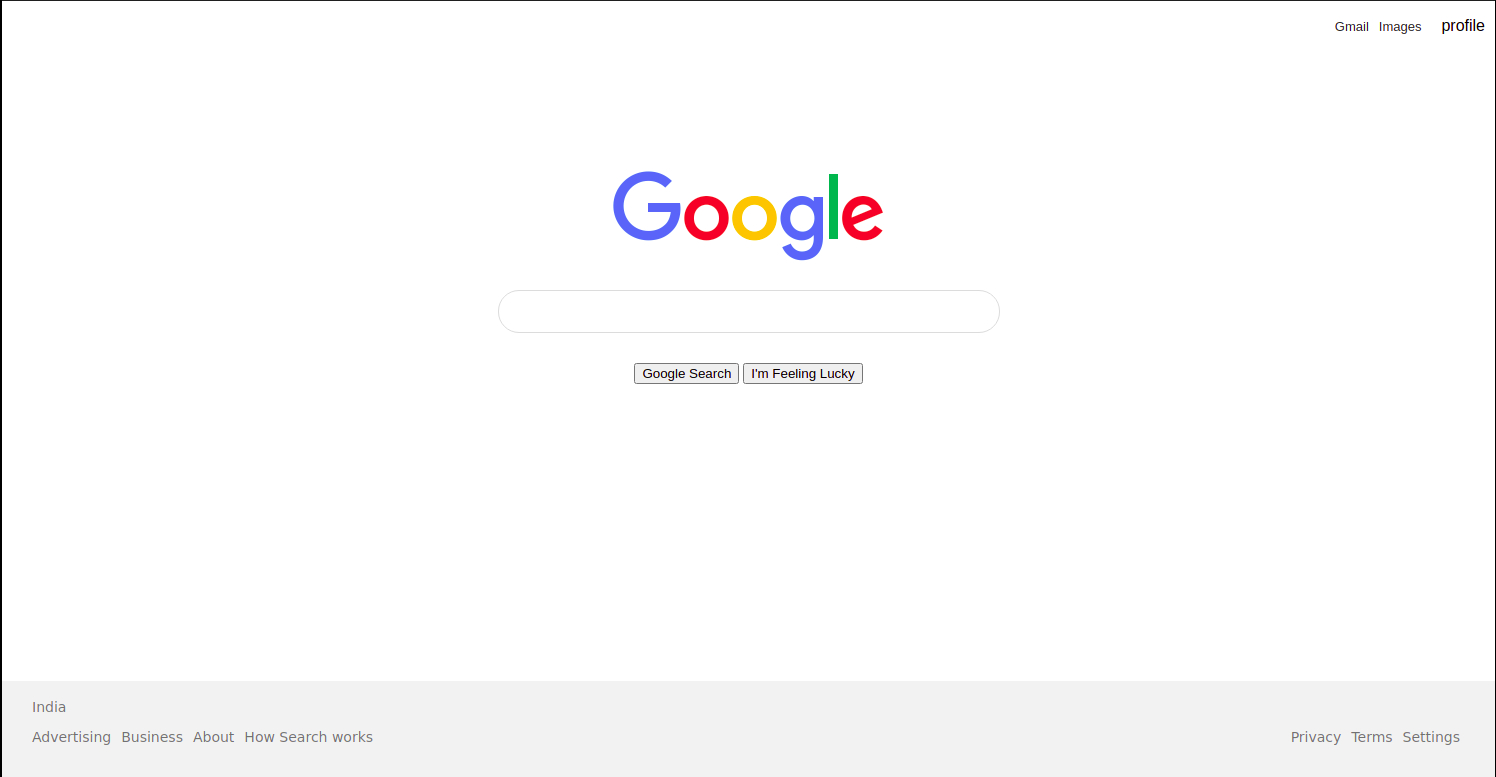 Gmail Images profile
Google
Google Search I'm Feeling Lucky
India
Advertising Business About How Search works Privacy Terms Settings